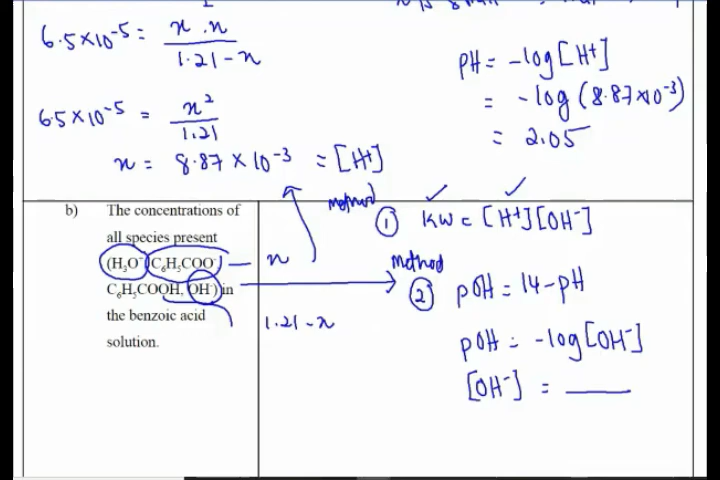 6.5×10⁻⁵ = x . x / 1.21 - x
6.5×10⁻⁵ = x² / 1.21
x = 8.87 × 10⁻³ = [H⁺]
pH = -log [H⁺]
= -log (8.87×10⁻³)
= 2.05
b) The concentrations of
all species present
(H₃O⁻, C₆H₅COO⁻,
C₆H₅COOH, OH⁻) in
the benzoic acid
solution.
x
1.21 - x
method
① Kw = [H⁺][OH⁻]
method
② pOH = 14 - pH
pOH = -log [OH⁻]
[OH⁻] = ____